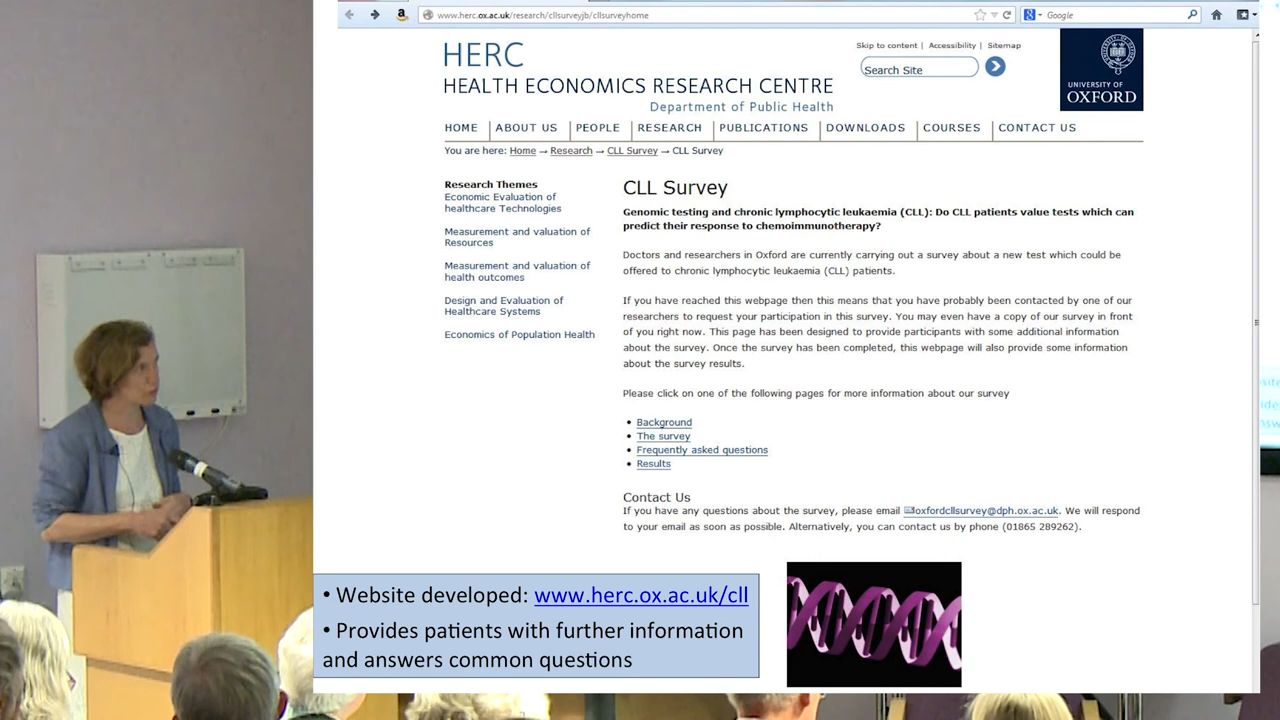 www.herc.ox.ac.uk/research/cllsurveyjb/cllsurveyhome
Google
HERC
HEALTH ECONOMICS RESEARCH CENTRE
Department of Public Health
Skip to content | Accessibility | Sitemap
Search Site
UNIVERSITY OF
OXFORD
HOME
ABOUT US
PEOPLE
RESEARCH
PUBLICATIONS
DOWNLOADS
COURSES
CONTACT US
You are here: Home → Research → CLL Survey → CLL Survey
Research Themes
Economic Evaluation of
healthcare Technologies
Measurement and valuation of
Resources
Measurement and valuation of
health outcomes
Design and Evaluation of
Healthcare Systems
Economics of Population Health
CLL Survey
Genomic testing and chronic lymphocytic leukaemia (CLL): Do CLL patients value tests which can
predict their response to chemoimmunotherapy?
Doctors and researchers in Oxford are currently carrying out a survey about a new test which could be
offered to chronic lymphocytic leukaemia (CLL) patients.
If you have reached this webpage then this means that you have probably been contacted by one of our
researchers to request your participation in this survey. You may even have a copy of our survey in front
of you right now. This page has been designed to provide participants with some additional information
about the survey. Once the survey has been completed, this webpage will also provide some information
about the survey results.
Please click on one of the following pages for more information about our survey
• Background
• The survey
• Frequently asked questions
• Results
Contact Us
If you have any questions about the survey, please email oxfordcllsurvey@dph.ox.ac.uk. We will respond
to your email as soon as possible. Alternatively, you can contact us by phone (01865 289262).
• Website developed: www.herc.ox.ac.uk/cll
• Provides patients with further information
and answers common questions